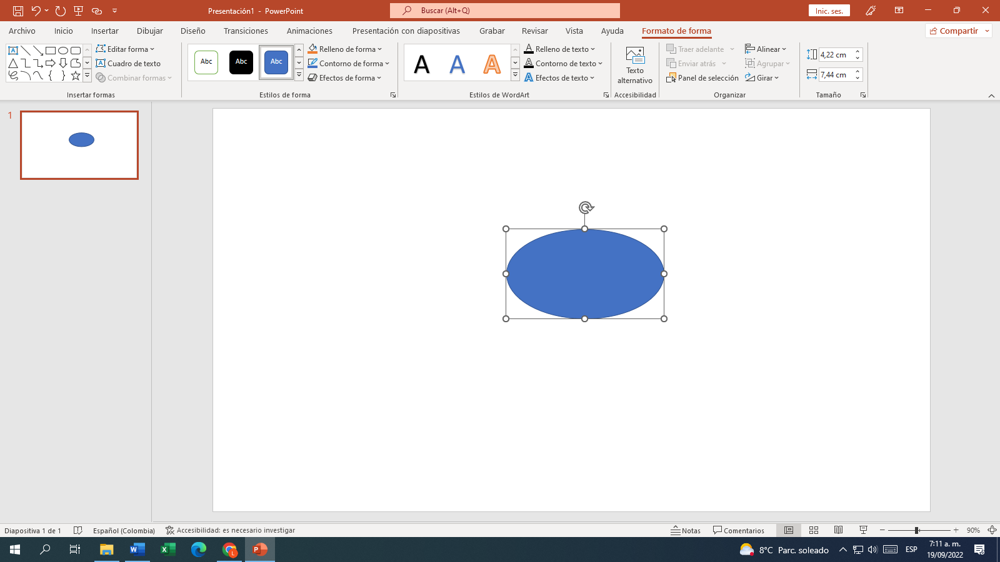 Presentación1 - PowerPoint
Buscar (Alt+Q)
Inic. ses.
Archivo Inicio Insertar Dibujar Diseño Transiciones Animaciones Presentación con diapositivas Grabar Revisar Vista Ayuda Formato de forma
Compartir
Editar forma
Cuadro de texto
Combinar formas
Insertar formas
Abc Abc Abc
Relleno de forma
Contorno de forma
Efectos de forma
Estilos de forma
A A A
Relleno de texto
Contorno de texto
Efectos de texto
Estilos de WordArt
Texto
alternativo
Accesibilidad
Traer adelante
Enviar atrás
Panel de selección
Alinear
Agrupar
Girar
Organizar
4,22 cm
7,44 cm
Tamaño
1
Diapositiva 1 de 1
Español (Colombia)
Accesibilidad: es necesario investigar
Notas
Comentarios
90%
8°C Parc. soleado
ESP
7:11 a. m.
19/09/2022